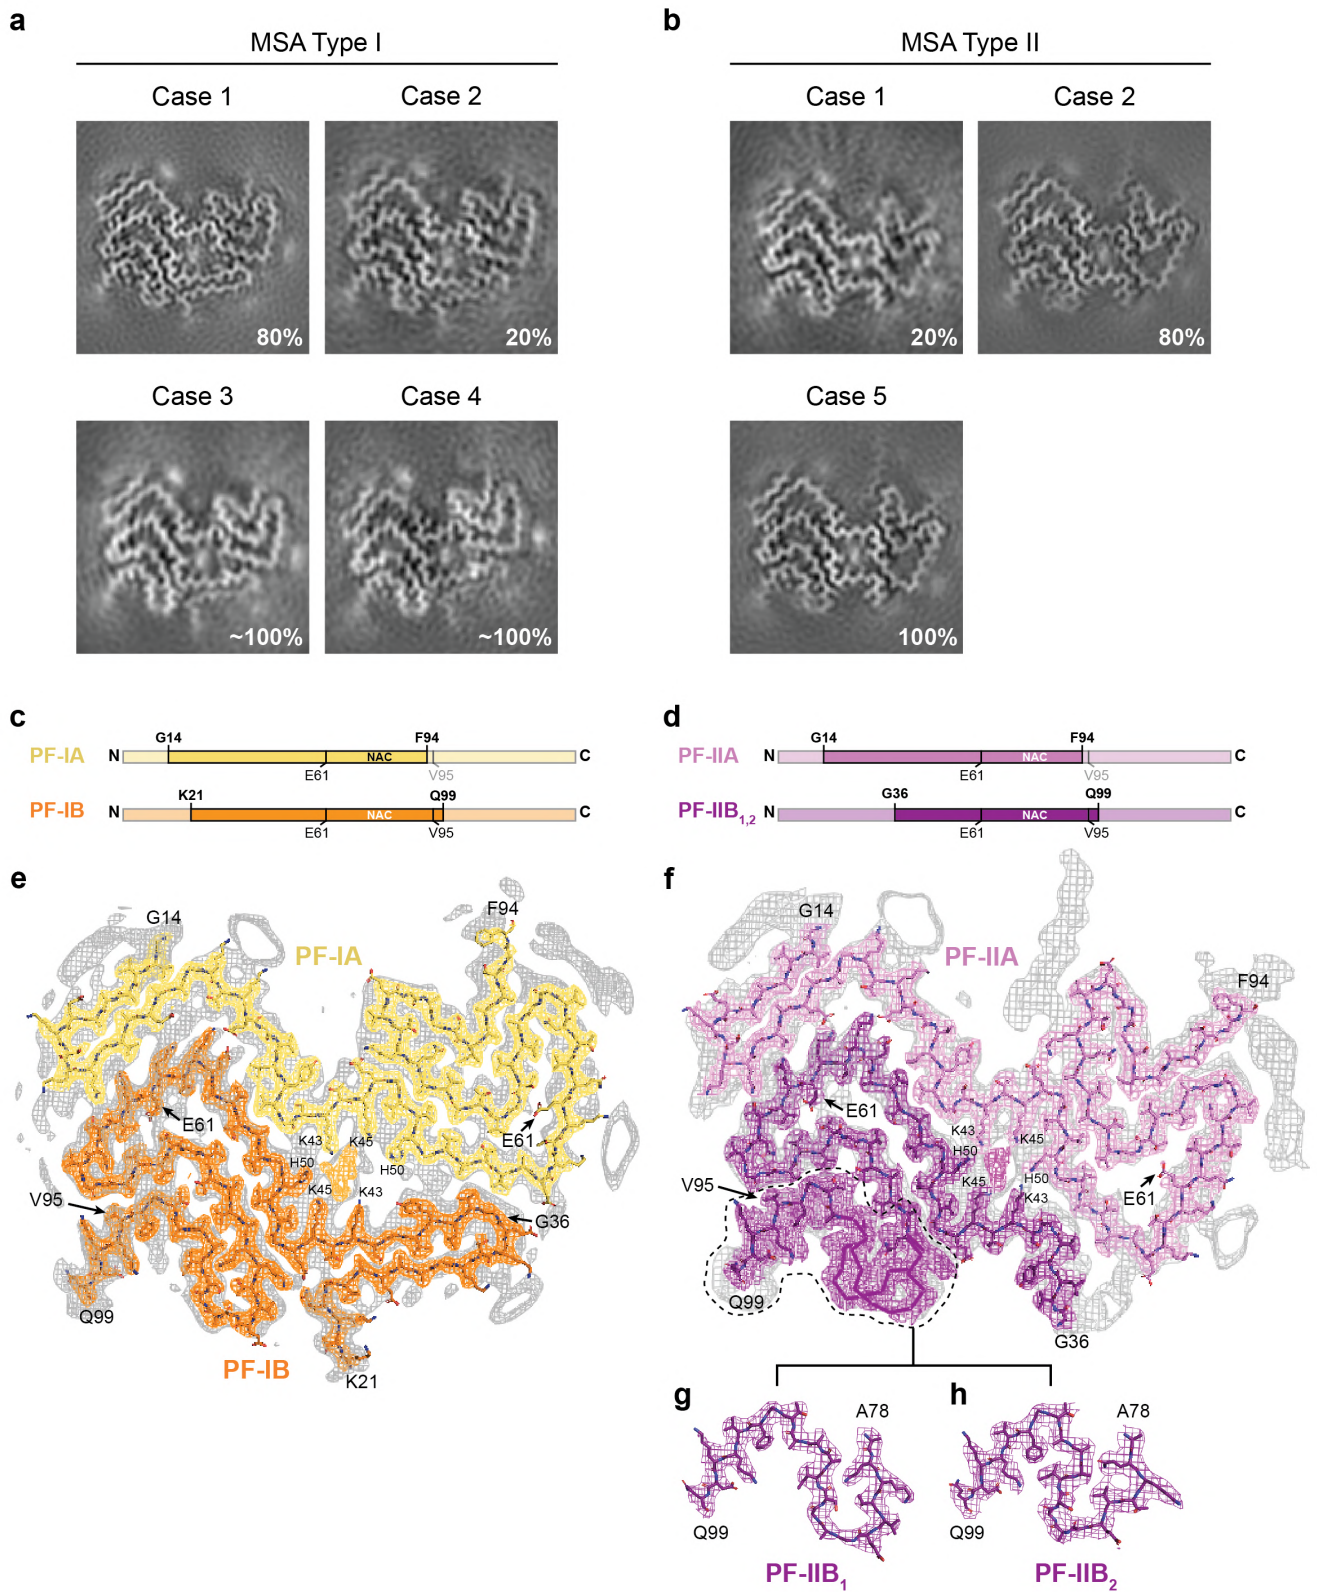 a
MSA Type I
Case 1
Case 2
80%
20%
Case 3
Case 4
~100%
~100%
b
MSA Type II
Case 1
Case 2
20%
80%
Case 5
100%
c
PF-IA
N
G14
F94
NAC
E61
V95
C
PF-IB
N
K21
Q99
NAC
E61
V95
C
d
PF-IIA
N
G14
F94
NAC
E61
V95
C
PF-IIB1,2
N
G36
Q99
NAC
E61
V95
C
e
G14
F94
PF-IA
E61
E61
K43
K45
H50
H50
K45
K43
V95
G36
Q99
PF-IB
K21
f
G14
PF-IIA
F94
E61
K43
K45
H50
K45
H50
K43
E61
V95
Q99
G36
g
A78
Q99
PF-IIB1
h
A78
Q99
PF-IIB2